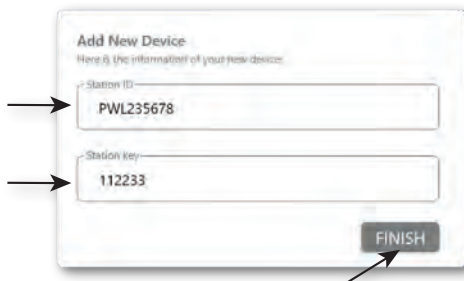 Add New Device
Here is the information of your new device:
Station ID
PWL235678
Station key
112233
FINISH